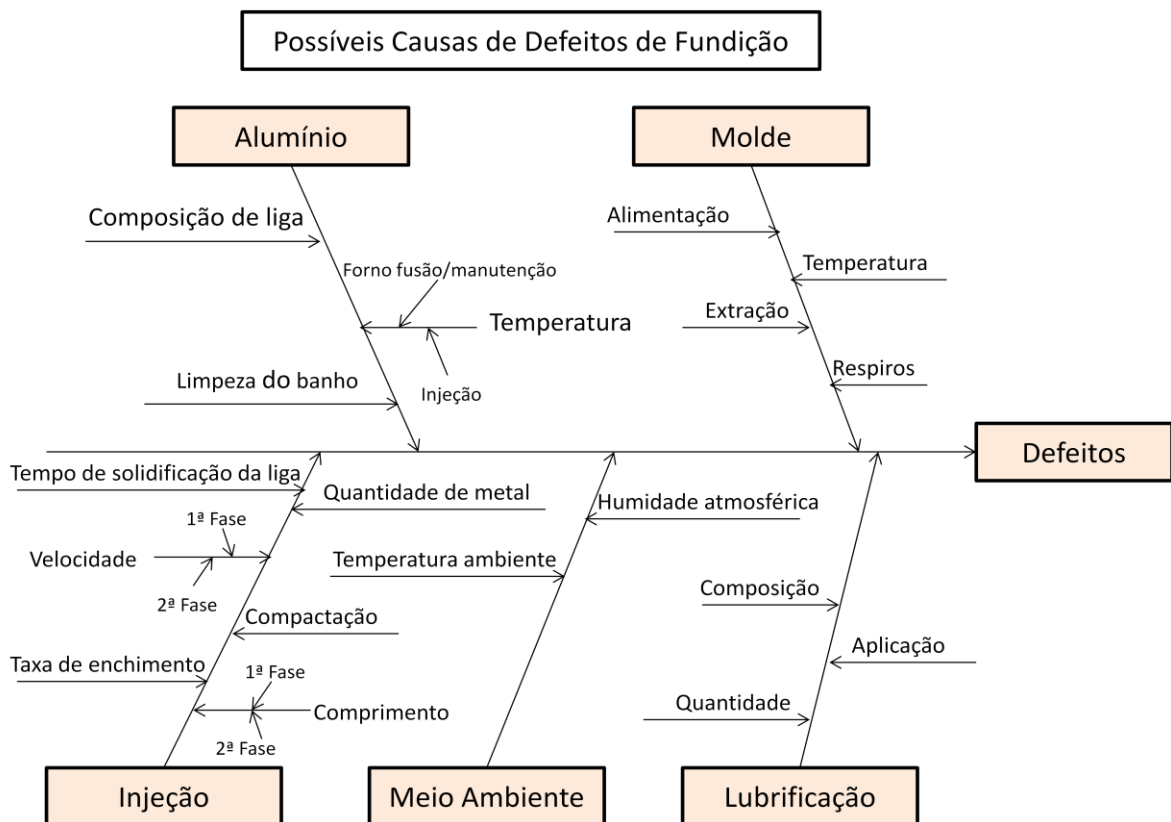 Possíveis Causas de Defeitos de Fundição
Alumínio
Molde
Composição de liga
Alimentação
Forno fusão/manutenção
Temperatura
Temperatura
Extração
Limpeza do banho
Injeção
Respiros
Defeitos
Tempo de solidificação da liga
Quantidade de metal
Humidade atmosférica
1ª Fase
Velocidade
2ª Fase
Temperatura ambiente
Composição
Compactação
Aplicação
Taxa de enchimento
1ª Fase
Comprimento
2ª Fase
Quantidade
Injeção
Meio Ambiente
Lubrificação